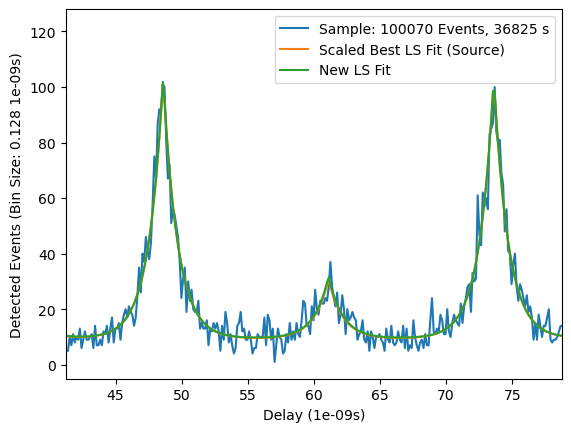 Sample: 100070 Events, 36825 s
Scaled Best LS Fit (Source)
New LS Fit
Detected Events (Bin Size: 0.128 1e-09s)
120
100
80
60
40
20
0
45 50 55 60 65 70 75
Delay (1e-09s)